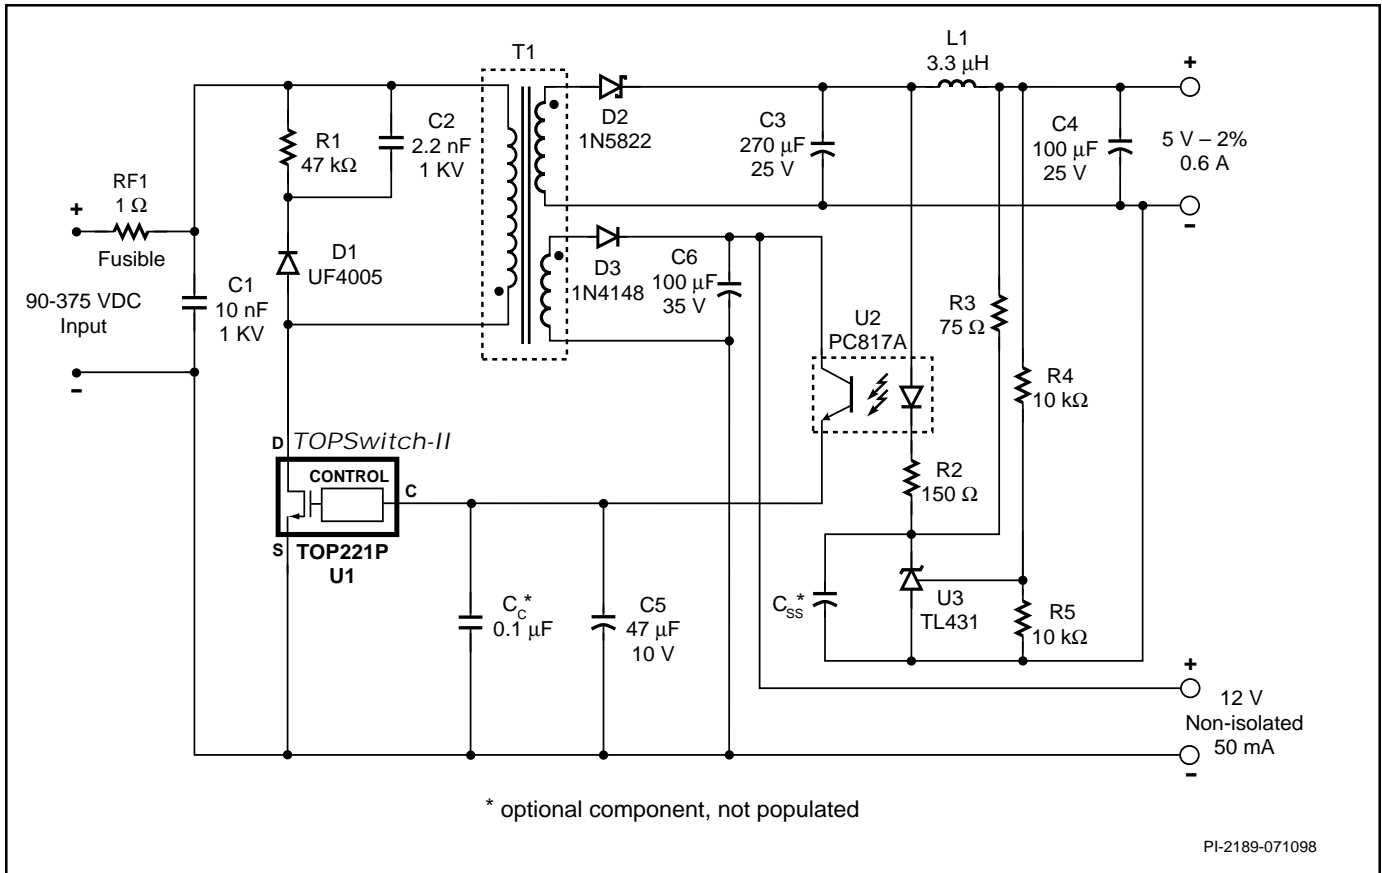 T1
L1
3.3 µH
+
D2
1N5822
C3
270 µF
25 V
C4
100 µF
25 V
5 V – 2%
0.6 A
-
R1
47 kΩ
C2
2.2 nF
1 KV
RF1
1 Ω
+
Fusible
D1
UF4005
C1
10 nF
1 KV
90-375 VDC
Input
-
D3
1N4148
C6
100 µF
35 V
U2
PC817A
R3
75 Ω
R4
10 kΩ
D
TOPSwitch-II
CONTROL
C
S
TOP221P
U1
R2
150 Ω
CC*
0.1 µF
C5
47 µF
10 V
CSS*
U3
TL431
R5
10 kΩ
+
12 V
Non-isolated
50 mA
-
* optional component, not populated
PI-2189-071098